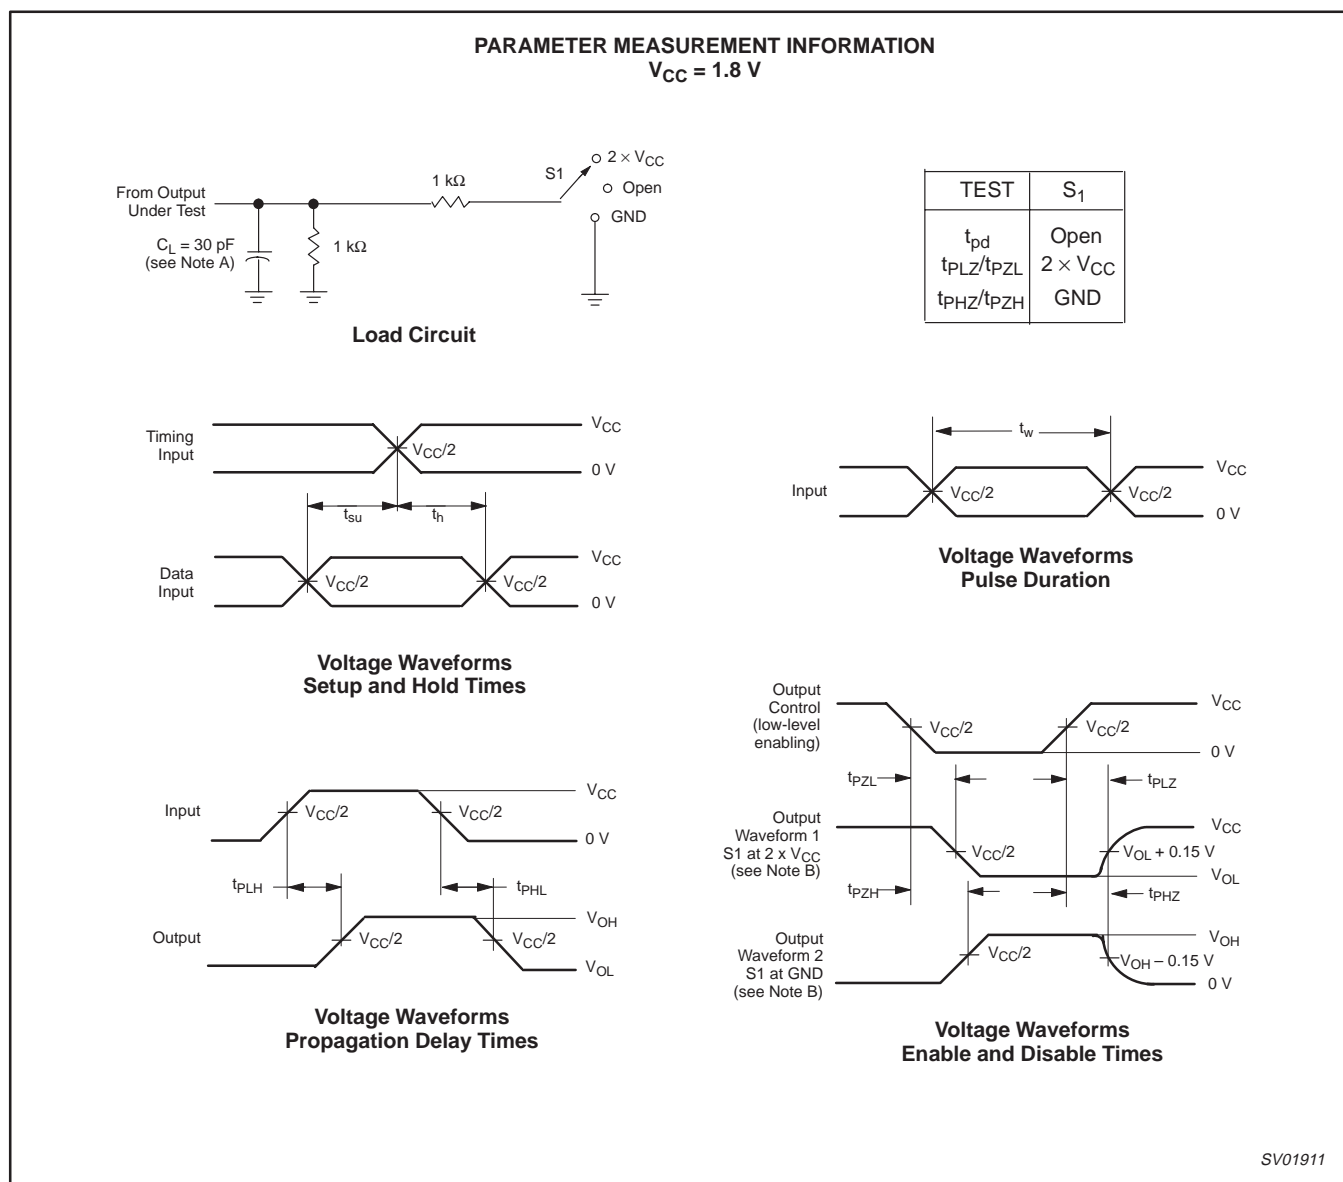 PARAMETER MEASUREMENT INFORMATION
VCC = 1.8 V
From Output
Under Test
CL = 30 pF
(see Note A)
1 kΩ
1 kΩ
S1
2 × VCC
Open
GND
Load Circuit
TEST S1
tpd Open
tPLZ/tPZL 2 × VCC
tPHZ/tPZH GND
Timing
Input
VCC
VCC/2
0 V
tsu
th
Data
Input
VCC
VCC/2
VCC/2
0 V
Voltage Waveforms
Setup and Hold Times
tw
Input
VCC
VCC/2
VCC/2
0 V
Voltage Waveforms
Pulse Duration
Input
VCC
VCC/2
VCC/2
0 V
tPLH
tPHL
Output
VOH
VCC/2
VCC/2
VOL
Voltage Waveforms
Propagation Delay Times
Output
Control
(low-level
enabling)
VCC
VCC/2
VCC/2
0 V
tPZL
tPLZ
Output
Waveform 1
S1 at 2 x VCC
(see Note B)
VCC
VCC/2
VOL + 0.15 V
VOL
tPZH
tPHZ
Output
Waveform 2
S1 at GND
(see Note B)
VOH
VCC/2
VOH – 0.15 V
0 V
Voltage Waveforms
Enable and Disable Times
SV01911